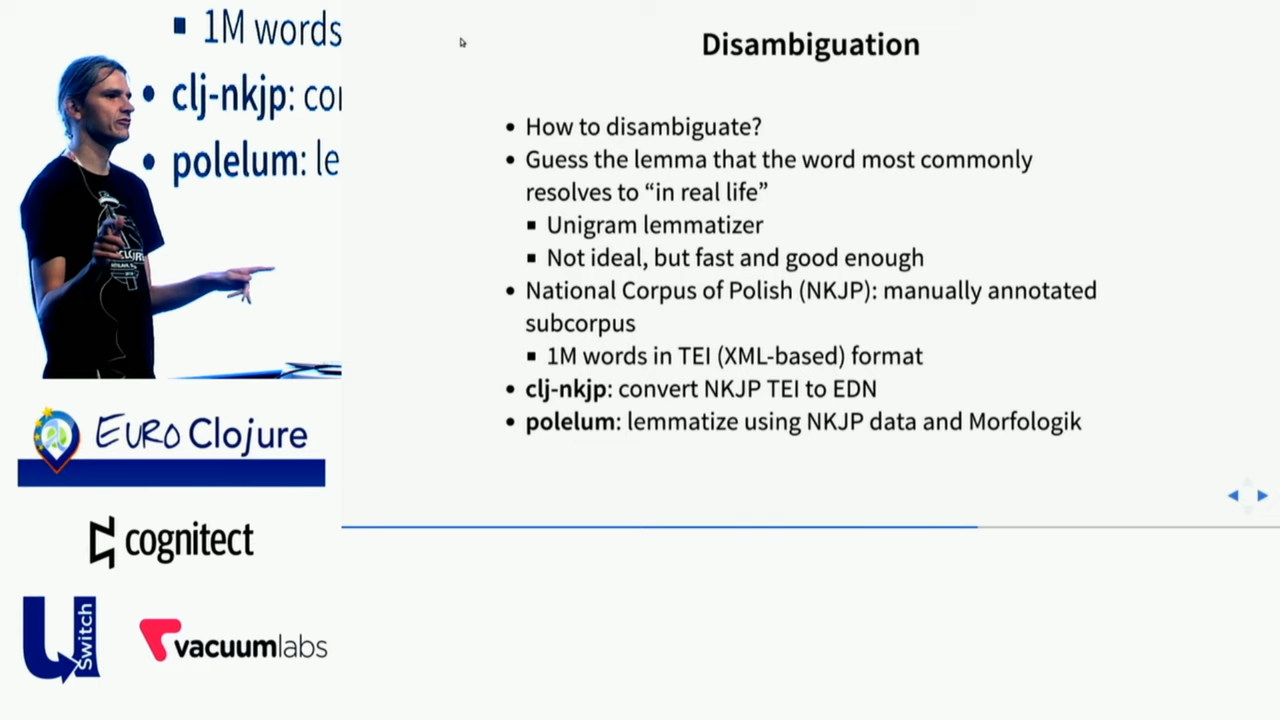 1M words
clj-nkjp: co
polelum: le
EURO Clojure
cognitect
uSwitch
vacuumlabs
Disambiguation
• How to disambiguate?
• Guess the lemma that the word most commonly
resolves to “in real life”
▪ Unigram lemmatizer
▪ Not ideal, but fast and good enough
• National Corpus of Polish (NKJP): manually annotated
subcorpus
▪ 1M words in TEI (XML-based) format
• clj-nkjp: convert NKJP TEI to EDN
• polelum: lemmatize using NKJP data and Morfologik